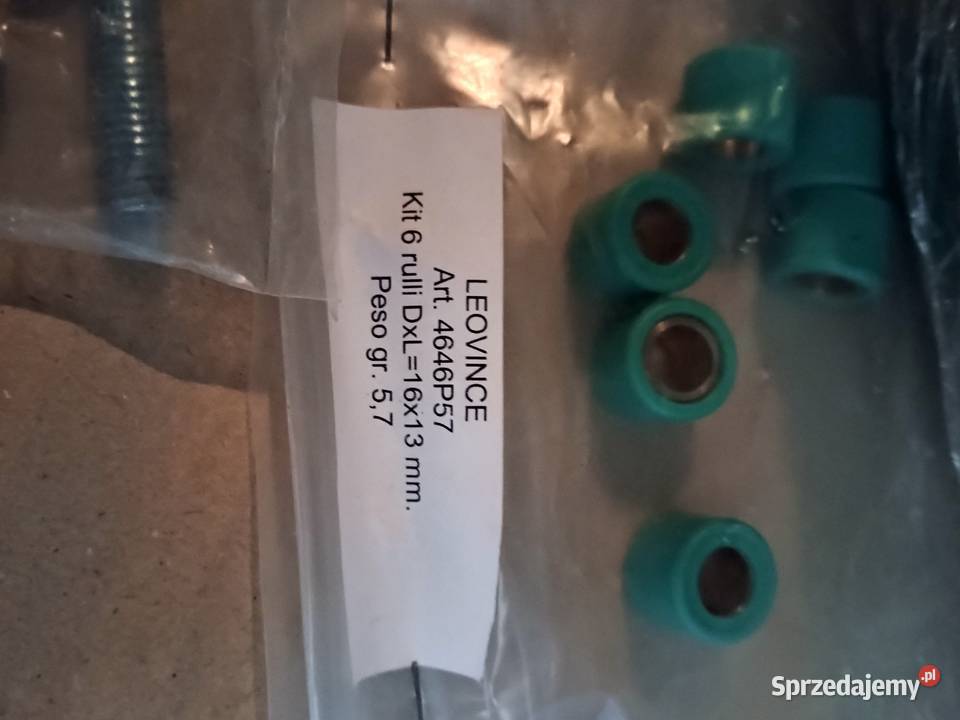 LEOVINCE
Art. 4646P57
Kit 6 rulli DxL=16x13 mm.
Peso gr. 5,7
Sprzedajemy.pl